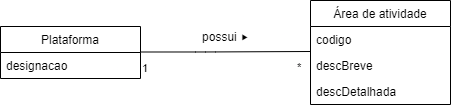 Plataforma
designacao
possui ►
1
*
Área de atividade
codigo
descBreve
descDetalhada